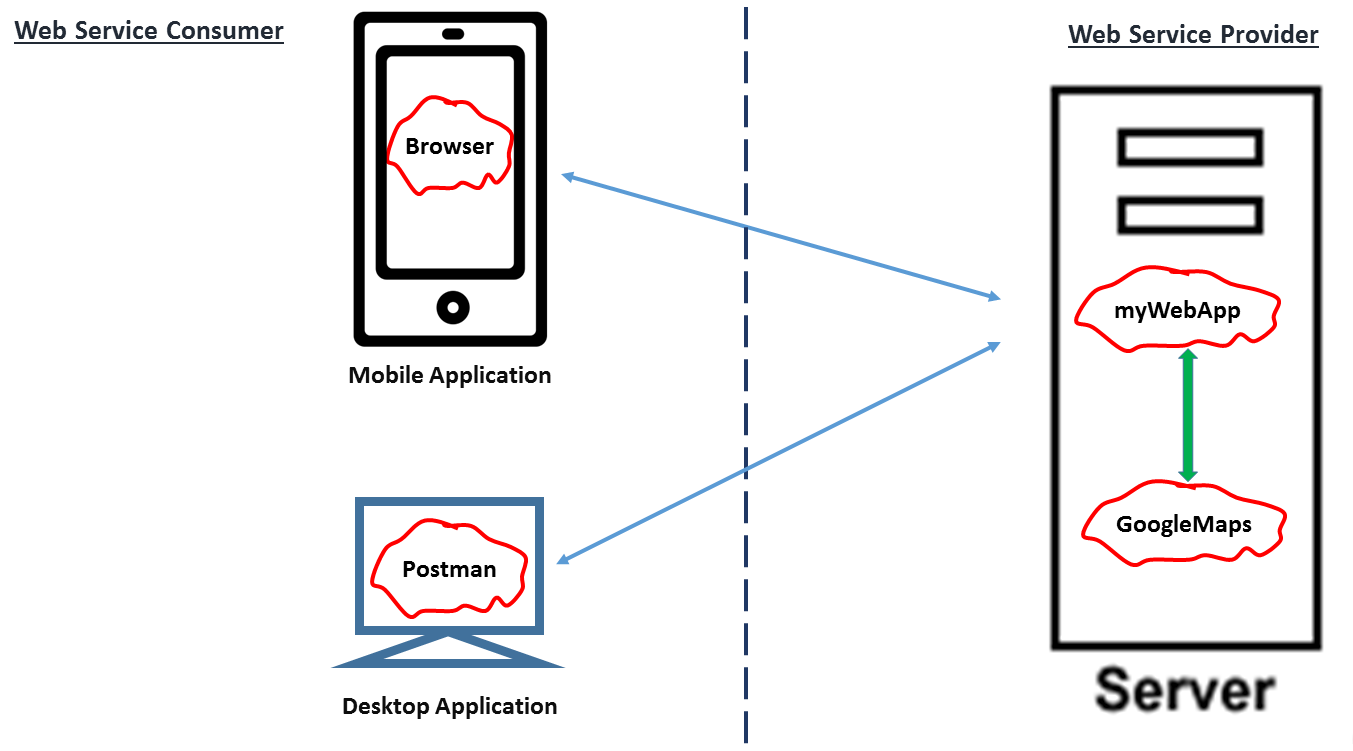 Web Service Consumer
Web Service Provider
Browser
myWebApp
Mobile Application
GoogleMaps
Postman
Server
Desktop Application